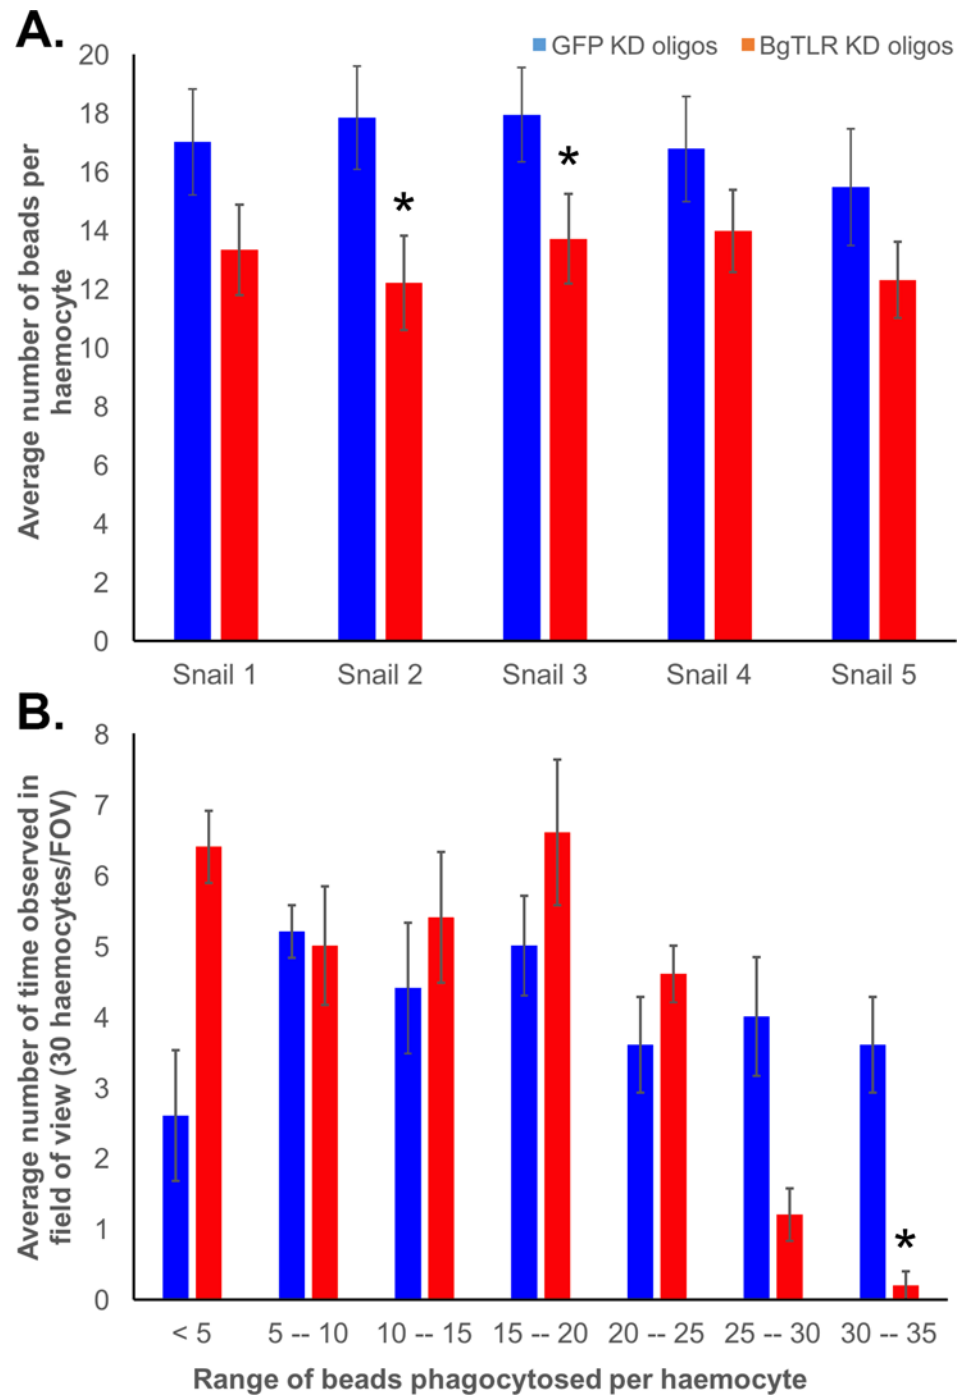 A.
GFP KD oligos BgTLR KD oligos
Average number of beads per
haemocyte
20
18
16
14
12
10
8
6
4
2
0
*
*
Snail 1 Snail 2 Snail 3 Snail 4 Snail 5
B.
Average number of time observed in
field of view (30 haemocytes/FOV)
8
7
6
5
4
3
2
1
0
*
< 5 5 -- 10 10 -- 15 15 -- 20 20 -- 25 25 -- 30 30 -- 35
Range of beads phagocytosed per haemocyte